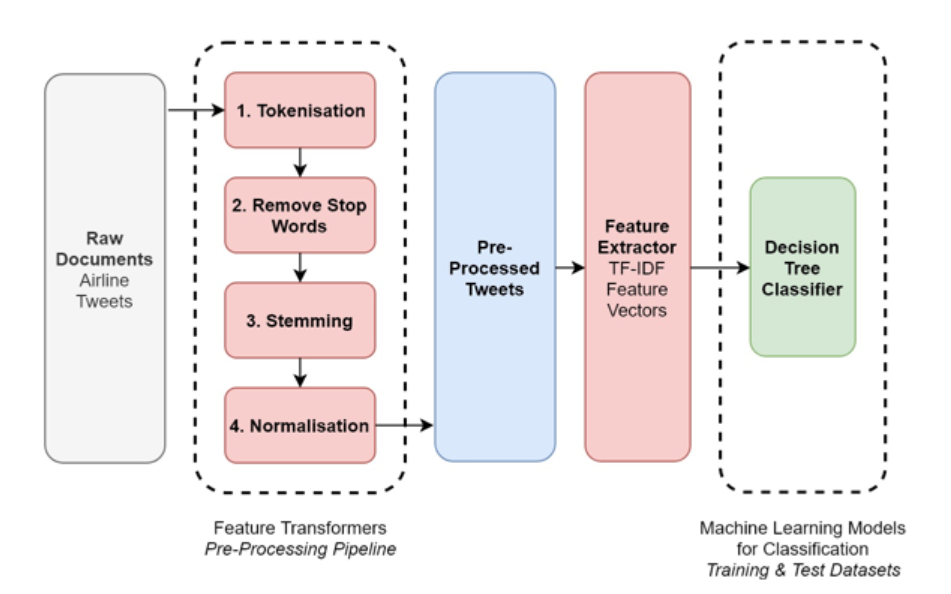 Raw
Documents
Airline
Tweets
1. Tokenisation
2. Remove Stop
Words
3. Stemming
4. Normalisation
Feature Transformers
Pre-Processing Pipeline
Pre-
Processed
Tweets
Feature
Extractor
TF-IDF
Feature
Vectors
Decision
Tree
Classifier
Machine Learning Models
for Classification
Training & Test Datasets